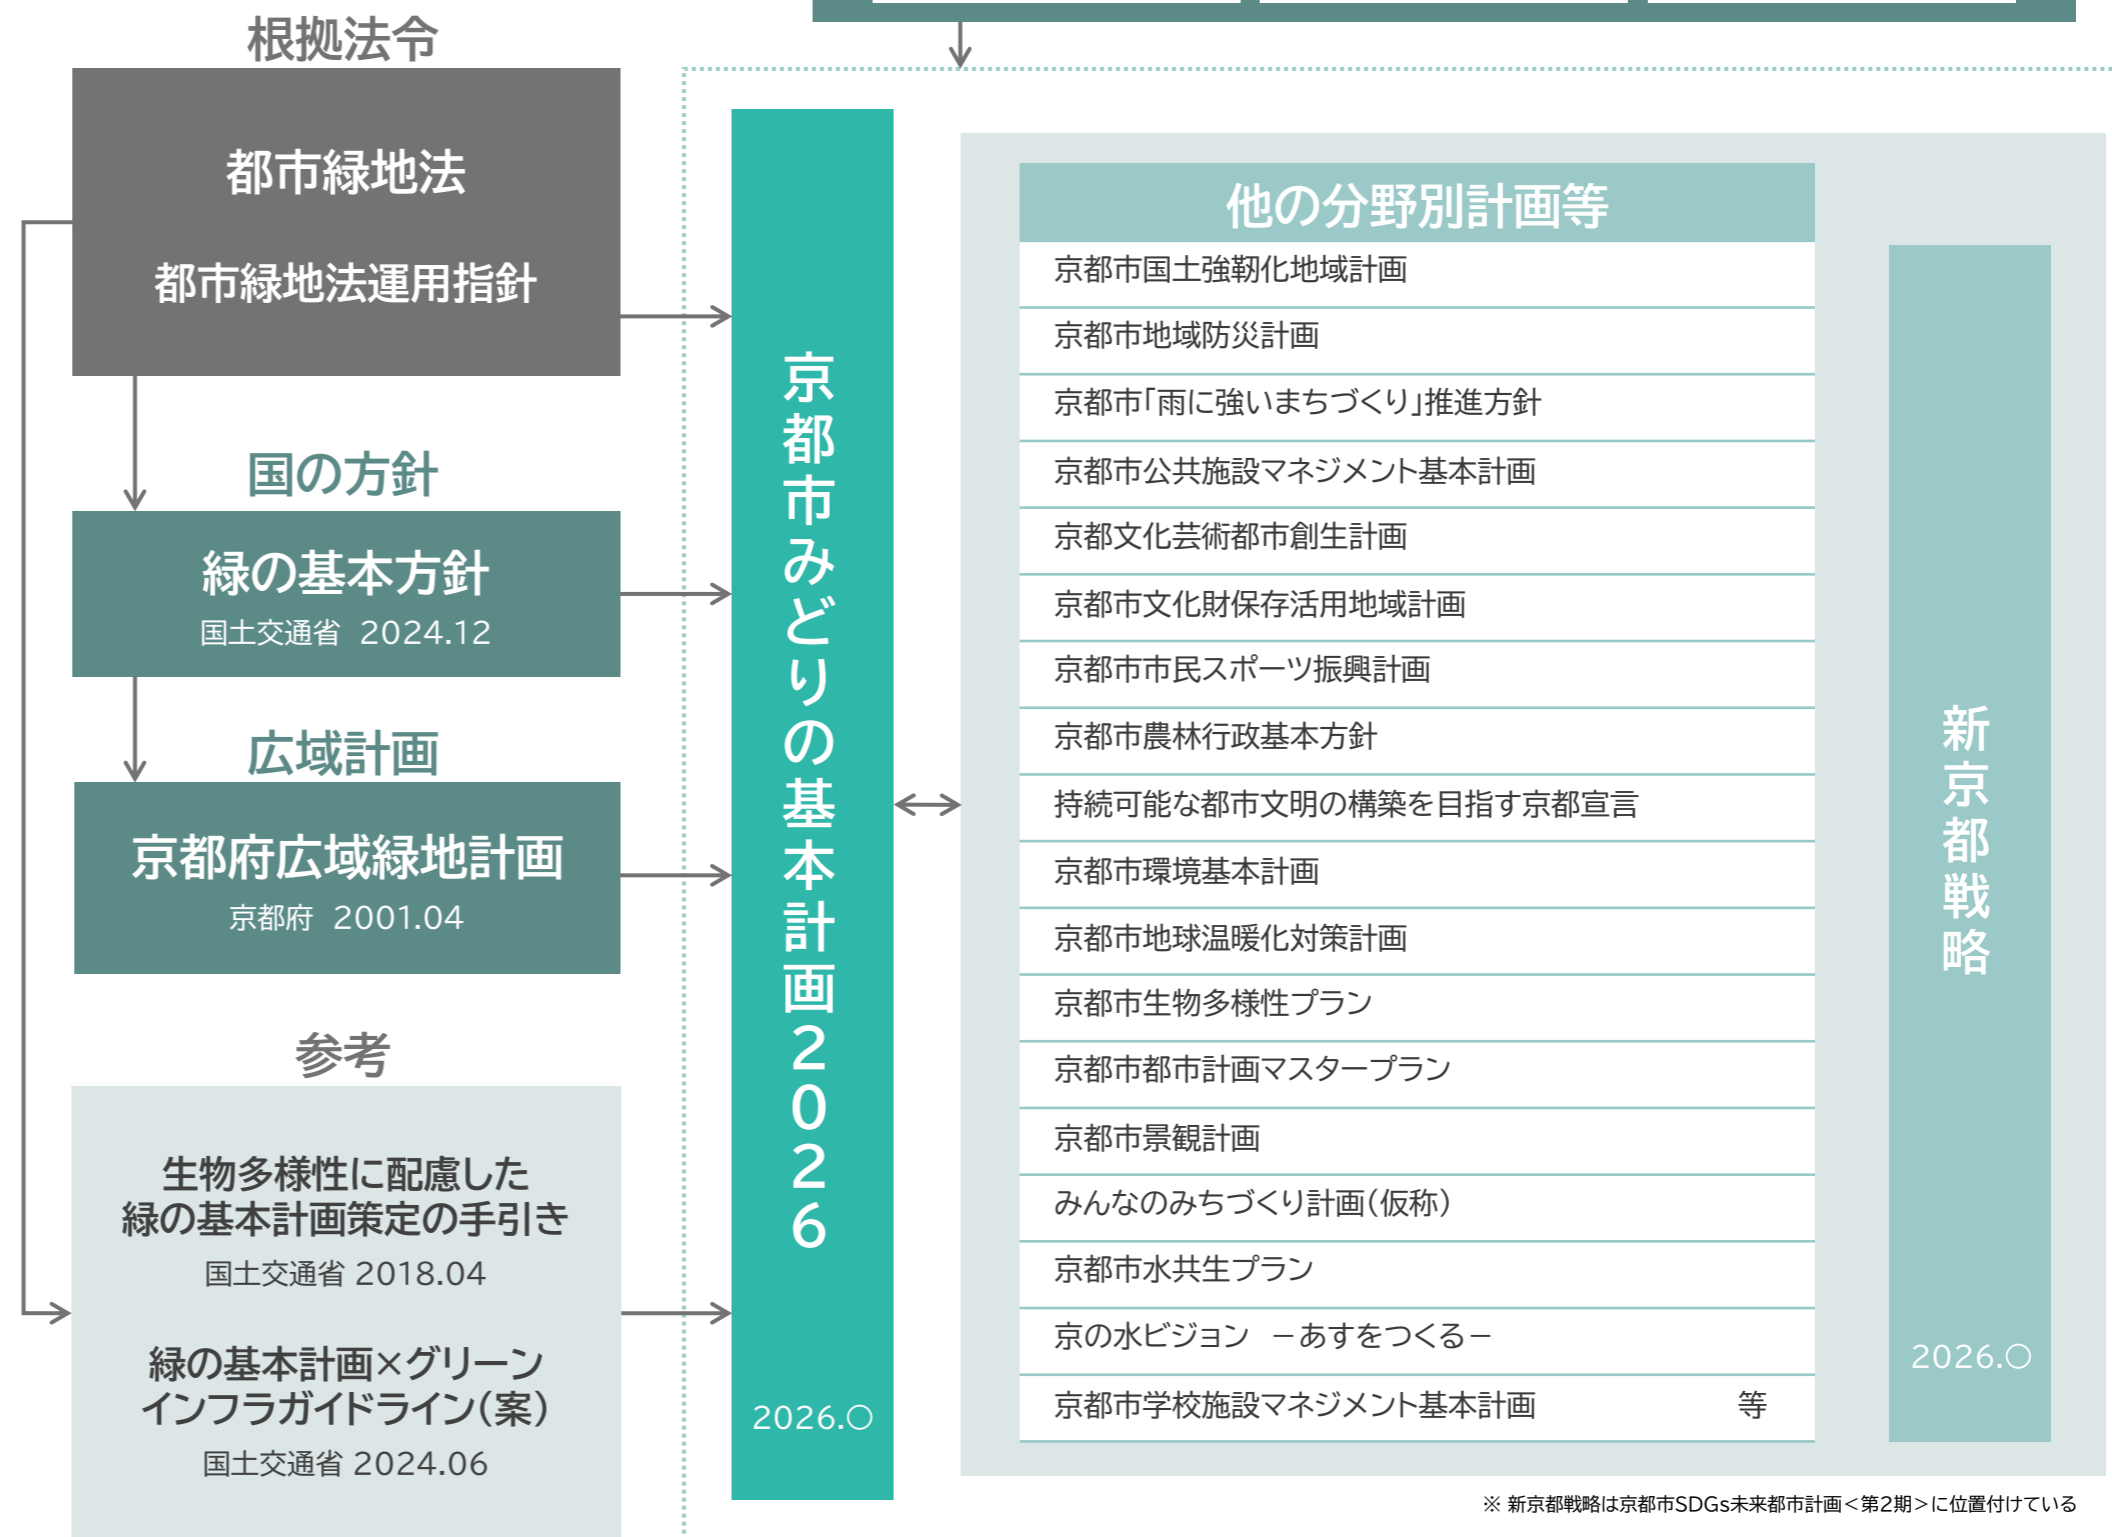 根拠法令
都市緑地法
都市緑地法運用指針
国の方針
緑の基本方針
国土交通省 2024.12
広域計画
京都府広域緑地計画
京都府 2001.04
参考
生物多様性に配慮した
緑の基本計画策定の手引き
国土交通省 2018.04
緑の基本計画×グリーン
インフラガイドライン(案)
国土交通省 2024.06
京都市みどりの基本計画2026
2026.〇
他の分野別計画等
京都市国土強靭化地域計画
京都市地域防災計画
京都市「雨に強いまちづくり」推進方針
京都市公共施設マネジメント基本計画
京都文化芸術都市創生計画
京都市文化財保存活用地域計画
京都市市民スポーツ振興計画
京都市農林行政基本方針
持続可能な都市文明の構築を目指す京都宣言
京都市環境基本計画
京都市地球温暖化対策計画
京都市生物多様性プラン
京都市都市計画マスタープラン
京都市景観計画
みんなのみちづくり計画(仮称)
京都市水共生プラン
京の水ビジョン －あすをつくる－
京都市学校施設マネジメント基本計画 等
新京都戦略
2026.〇
※ 新京都戦略は京都市SDGs未来都市計画＜第2期＞に位置付けている